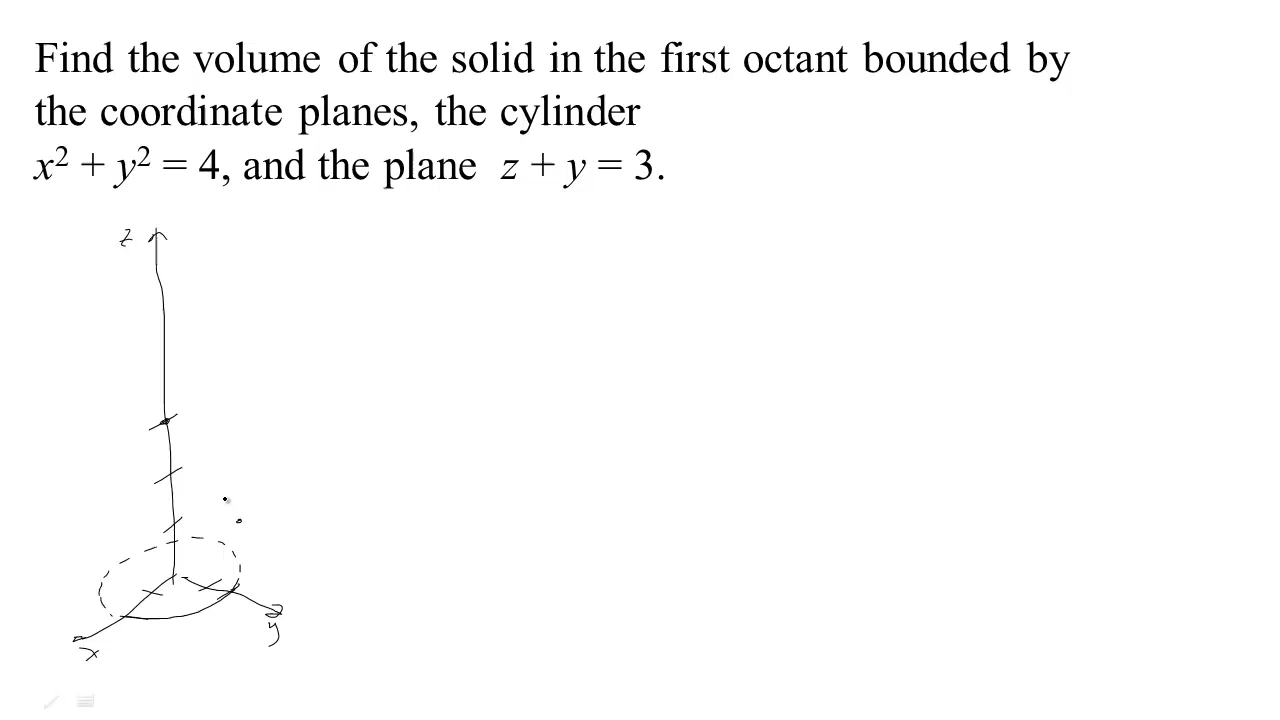 Find the volume of the solid in the first octant bounded by
the coordinate planes, the cylinder
x² + y² = 4, and the plane z + y = 3.
z
x
y